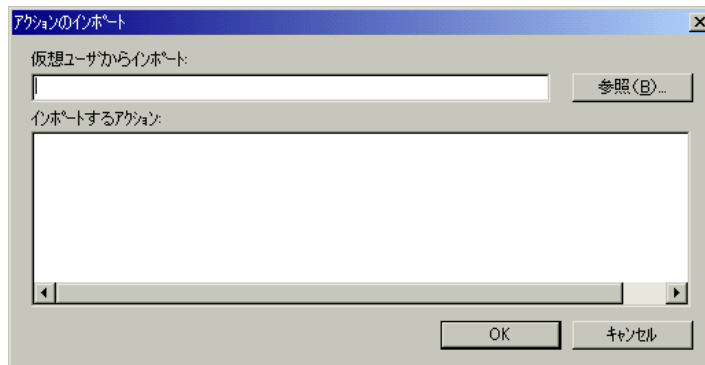 アクションのインポート
仮想ユーザからインポート:
参照(B)...
インポートするアクション:
OK
キャンセル